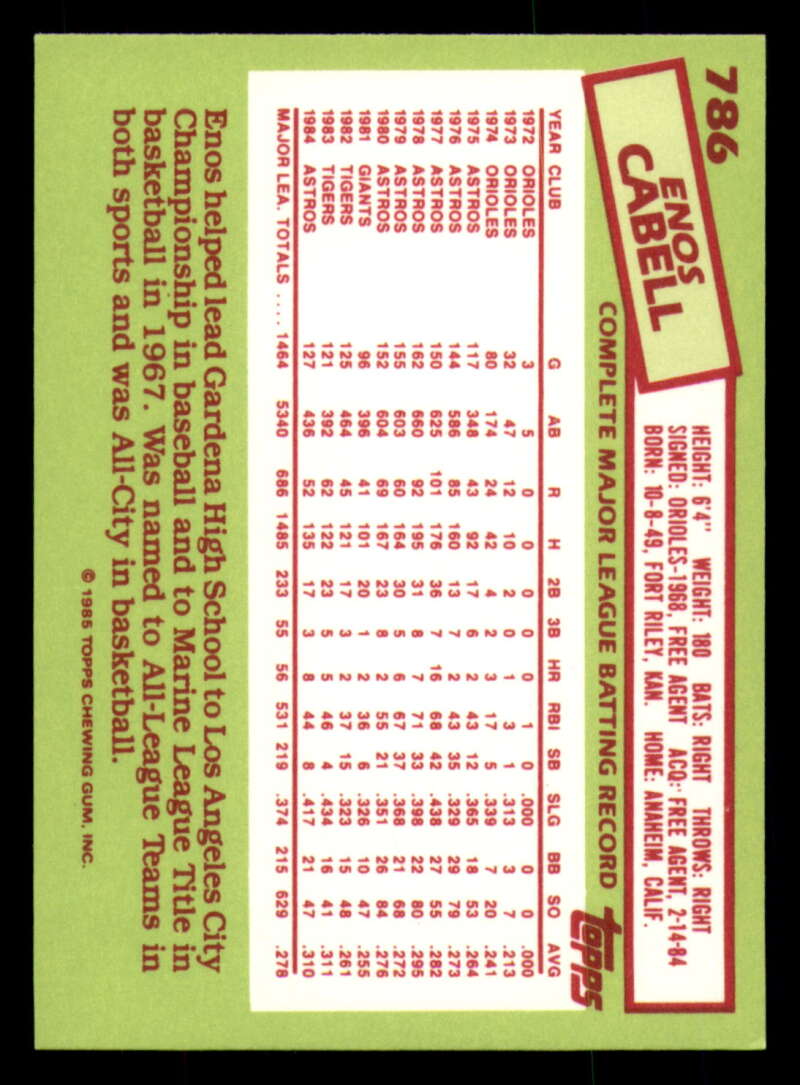 786
ENOS
CABELL
HEIGHT: 6'4" WEIGHT: 180 BATS: RIGHT THROWS: RIGHT
SIGNED: ORIOLES-1968, FREE AGENT ACQ: FREE AGENT, 2-14-84
BORN: 10-8-49, FORT RILEY, KAN. HOME: ANAHEIM, CALIF.
COMPLETE MAJOR LEAGUE BATTING RECORD topps
YEAR CLUB G AB R H 2B 3B HR RBI SB SLG BB SO AVG
1972 ORIOLES 3 5 0 0 0 0 0 1 0 .000 0 0 .000
1973 ORIOLES 32 47 12 10 2 0 1 3 1 .313 3 7 .213
1974 ORIOLES 80 174 24 42 4 2 3 17 5 .339 7 20 .241
1975 ASTROS 117 348 43 92 17 6 2 43 12 .365 18 53 .264
1976 ASTROS 144 586 85 160 13 7 2 43 35 .329 29 79 .273
1977 ASTROS 150 625 101 176 36 7 16 68 42 .438 27 55 .282
1978 ASTROS 162 660 92 195 31 8 7 71 33 .398 22 80 .295
1979 ASTROS 155 603 60 164 30 5 6 67 37 .368 21 68 .272
1980 ASTROS 152 604 69 167 23 8 2 55 21 .351 26 84 .276
1981 GIANTS 96 396 41 101 20 1 2 36 6 .326 10 47 .255
1982 TIGERS 125 464 45 121 17 3 2 37 15 .323 15 48 .261
1983 TIGERS 121 392 62 122 23 5 5 46 4 .434 16 41 .311
1984 ASTROS 127 436 52 135 17 3 8 44 8 .417 21 47 .310
MAJOR LEA. TOTALS .... 1464 5340 686 1485 233 55 56 531 219 .374 215 629 .278
Enos helped lead Gardena High School to Los Angeles City
Championship in baseball and to Marine League Title in
basketball in 1967. Was named to All-League Teams in
both sports and was All-City in basketball.
© 1985 TOPPS CHEWING GUM, INC.